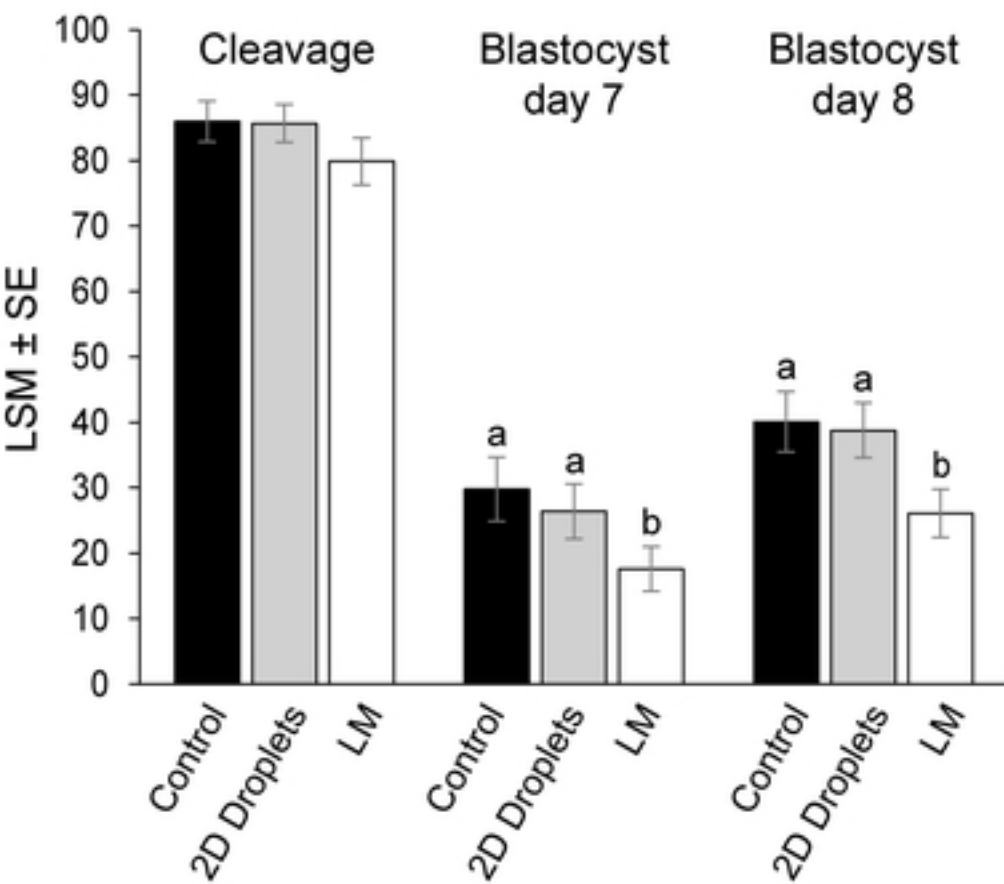 LSM ± SE
100
90
80
70
60
50
40
30
20
10
0
Cleavage
Blastocyst
day 7
Blastocyst
day 8
a
a
b
a
a
b
Control
2D Droplets
LM
Control
2D Droplets
LM
Control
2D Droplets
LM